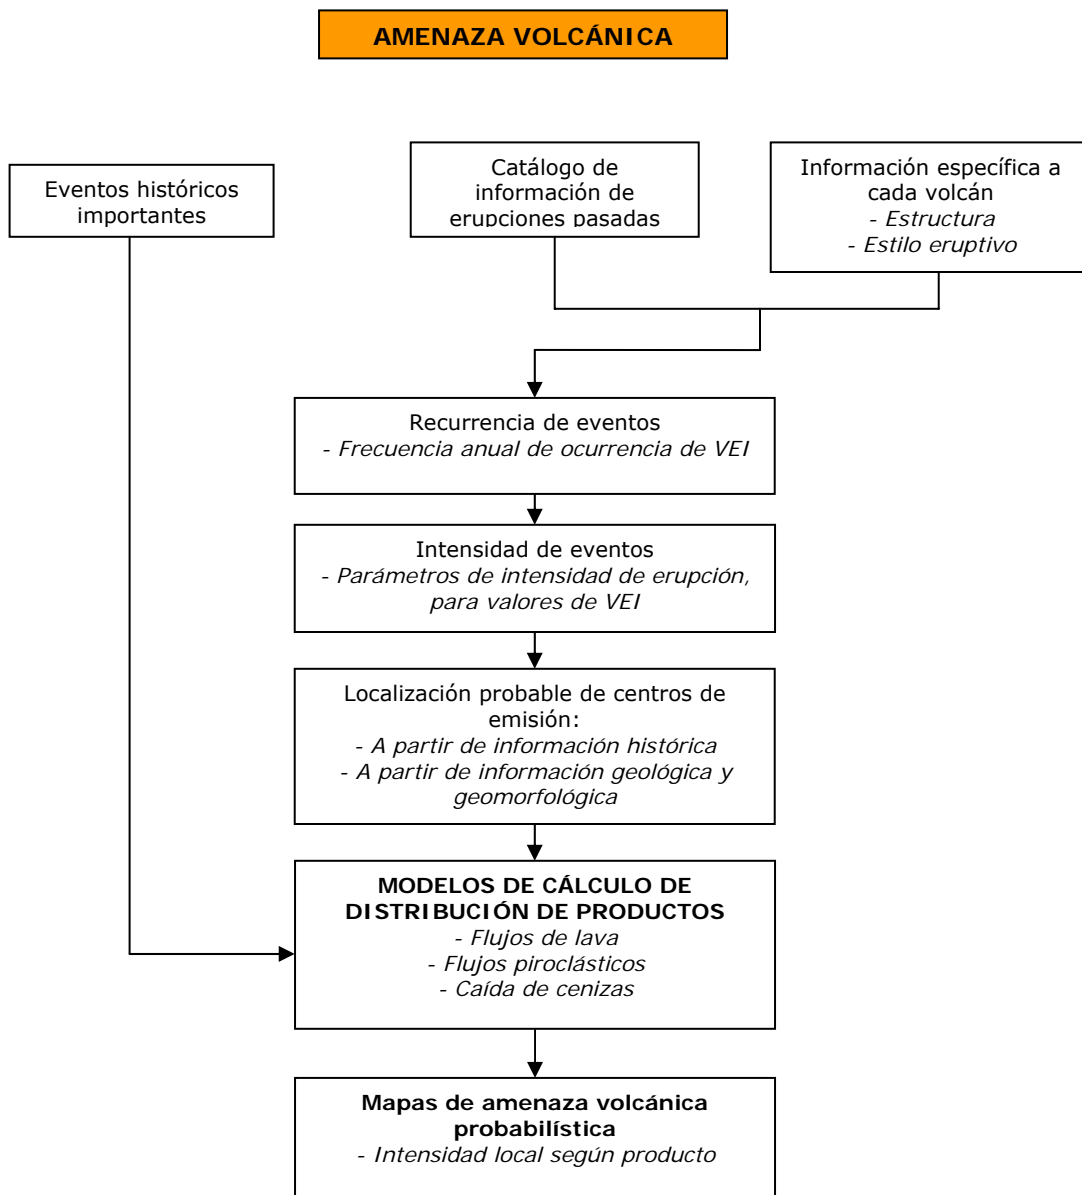 AMENAZA VOLCÁNICA
Eventos históricos
importantes
Catálogo de
información de
erupciones pasadas
Información específica a
cada volcán
- Estructura
- Estilo eruptivo
Recurrencia de eventos
- Frecuencia anual de ocurrencia de VEI
Intensidad de eventos
- Parámetros de intensidad de erupción,
para valores de VEI
Localización probable de centros de
emisión:
- A partir de información histórica
- A partir de información geológica y
geomorfológica
MODELOS DE CÁLCULO DE
DISTRIBUCIÓN DE PRODUCTOS
- Flujos de lava
- Flujos piroclásticos
- Caída de cenizas
Mapas de amenaza volcánica
probabilística
- Intensidad local según producto